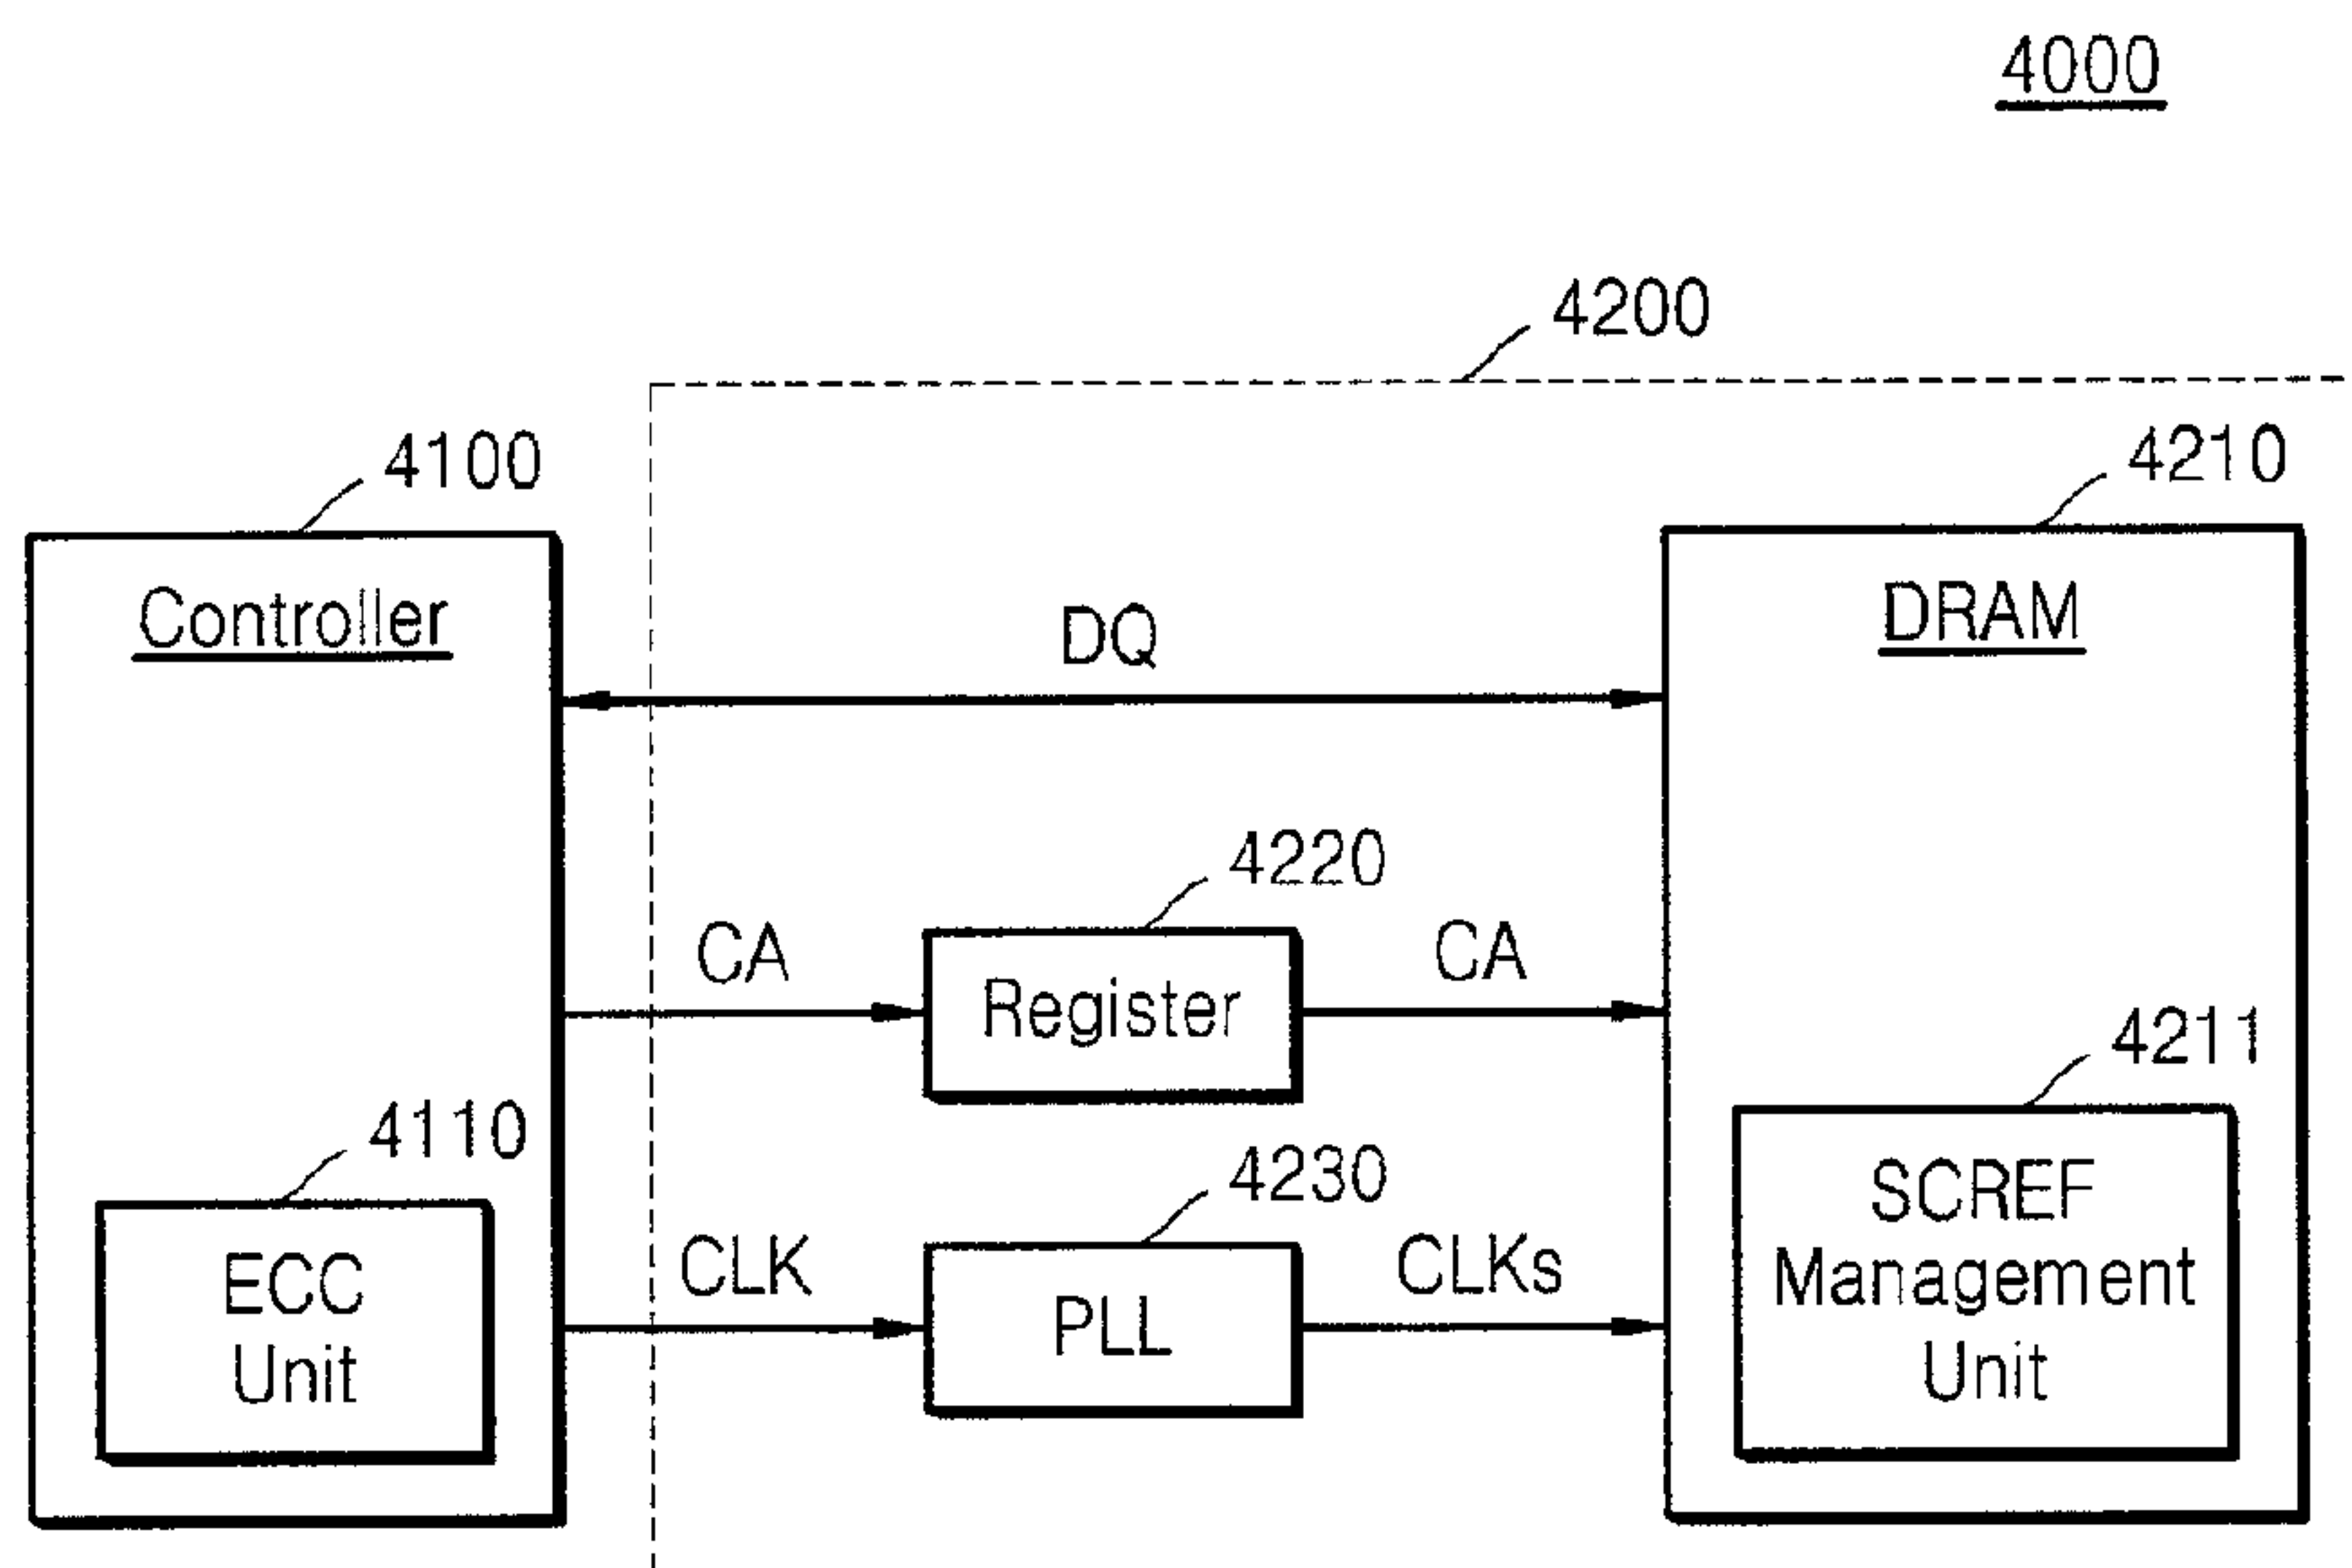 4000
4200
4100
4210
Controller
DQ
DRAM
4220
CA
Register
CA
4211
4110
4230
SCREF
Management
Unit
ECC
Unit
CLK
PLL
CLKs